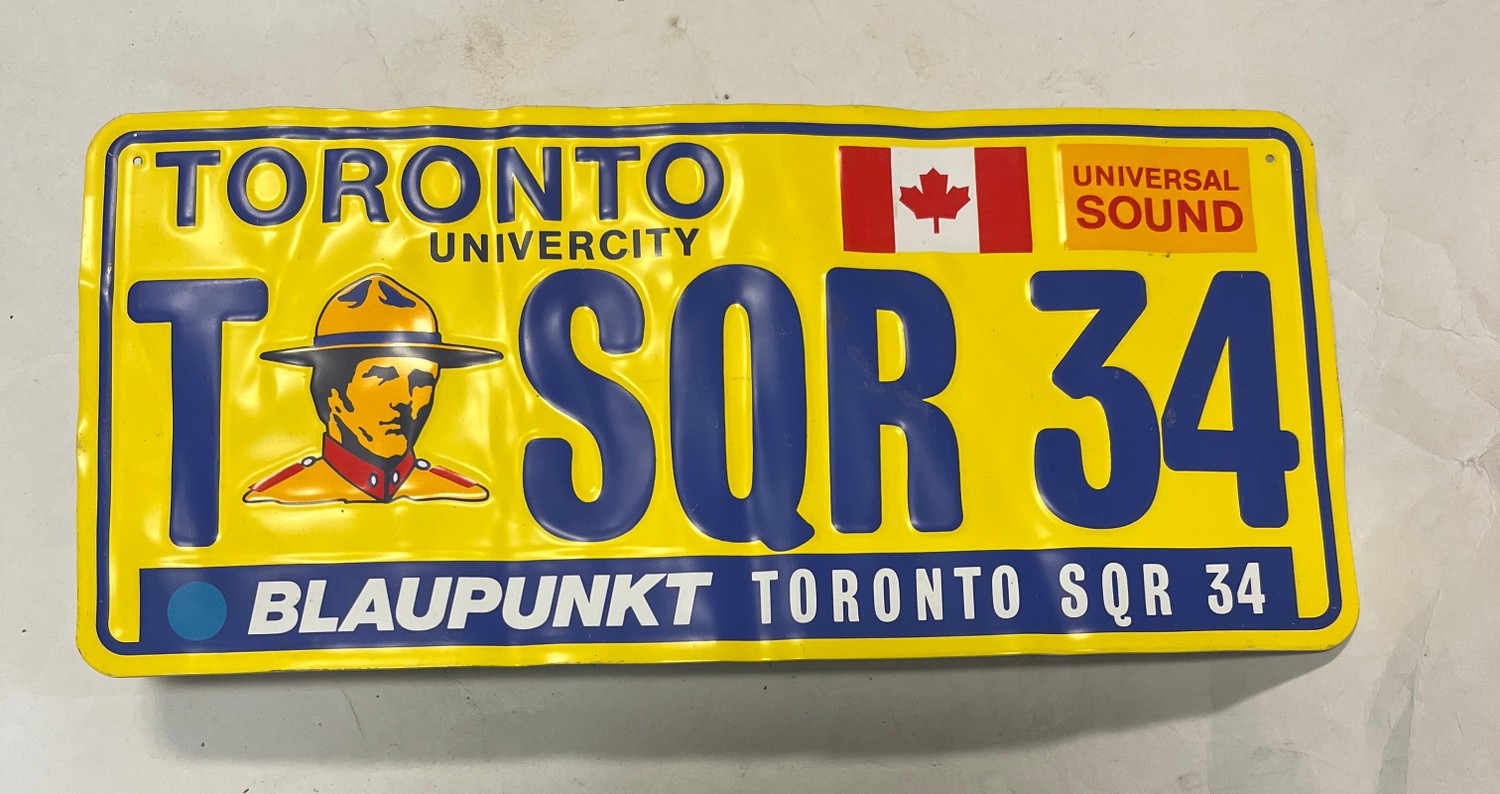 TORONTO
UNIVERCITY
UNIVERSAL
SOUND
T SQR 34
BLAUPUNKT TORONTO SQR 34